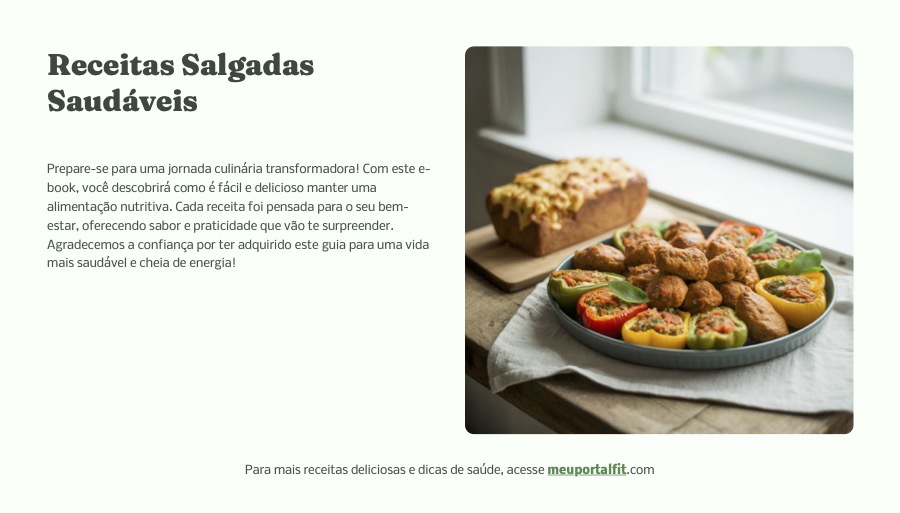 Receitas Salgadas
Saudáveis
Prepare-se para uma jornada culinária transformadora! Com este e-
book, você descobrirá como é fácil e delicioso manter uma
alimentação nutritiva. Cada receita foi pensada para o seu bem-
estar, oferecendo sabor e praticidade que vão te surpreender.
Agradecemos a confiança por ter adquirido este guia para uma vida
mais saudável e cheia de energia!
Para mais receitas deliciosas e dicas de saúde, acesse meuportalfit.com